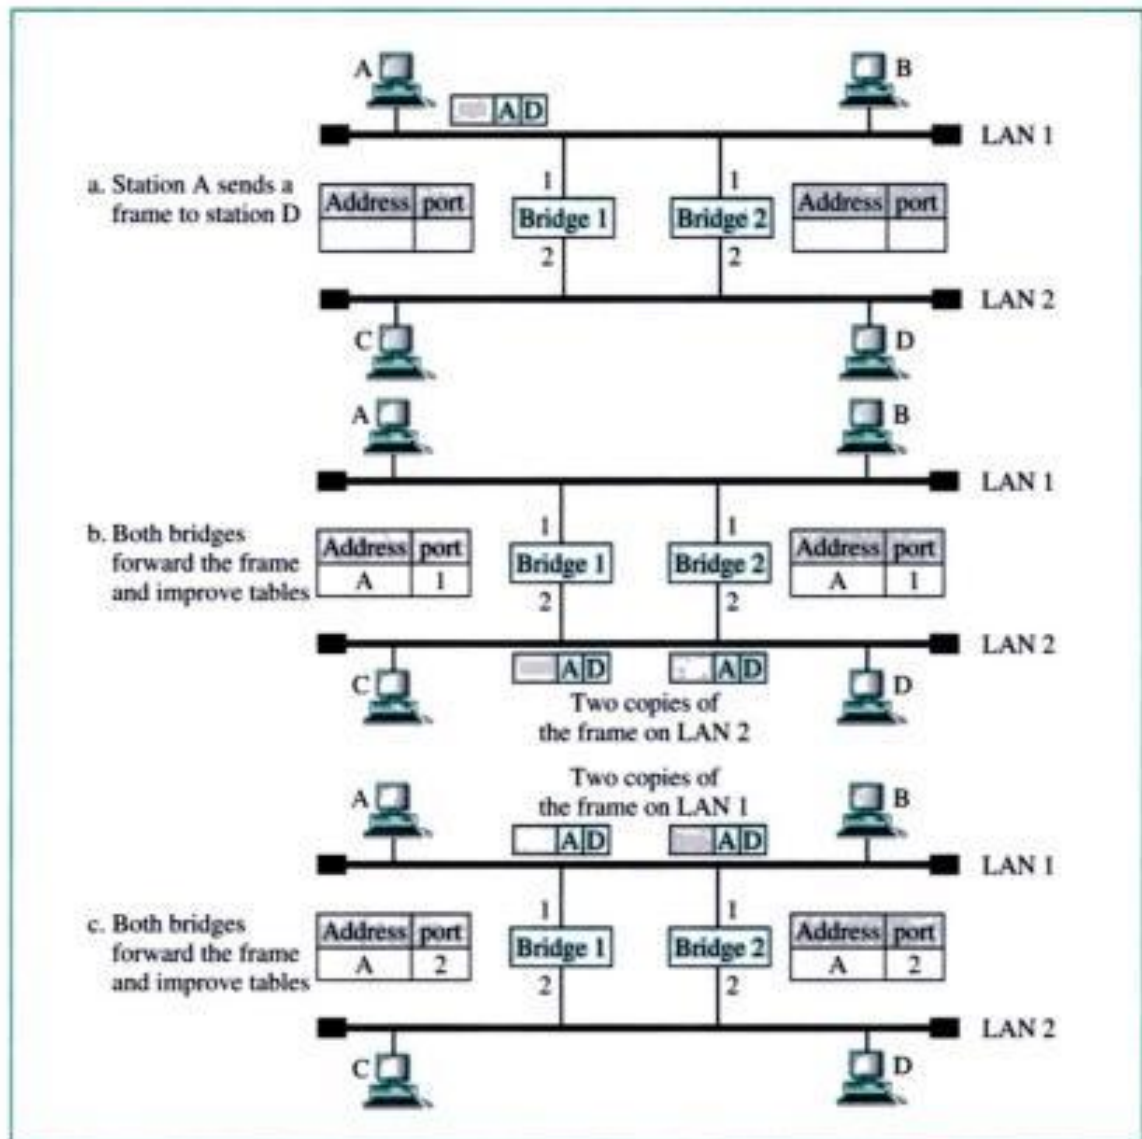 A
B
A D
LAN 1
a. Station A sends a
frame to station D
Address port
1
Bridge 1
2
1
Bridge 2
2
Address port
LAN 2
C
D
A
B
LAN 1
b. Both bridges
forward the frame
and improve tables
Address port
A 1
1
Bridge 1
2
1
Bridge 2
2
Address port
A 1
LAN 2
C
A D
A D
D
Two copies of
the frame on LAN 2
Two copies of
the frame on LAN 1
A
B
A D
A D
LAN 1
c. Both bridges
forward the frame
and improve tables
Address port
A 2
1
Bridge 1
2
1
Bridge 2
2
Address port
A 2
LAN 2
C
D